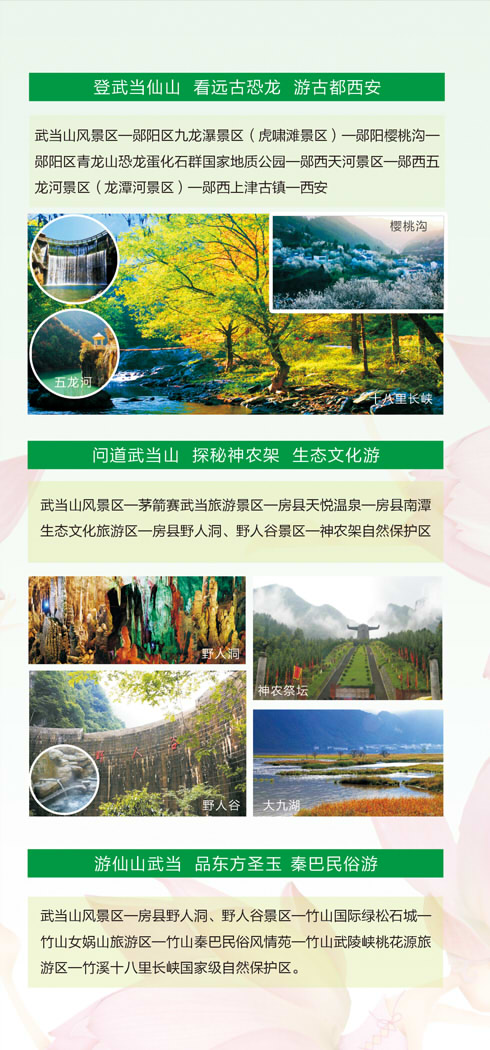 登武当仙山 看远古恐龙 游古都西安
武当山风景区—郧阳区九龙瀑景区（虎啸滩景区）—郧阳樱桃沟—
郧阳区青龙山恐龙蛋化石群国家地质公园—郧西天河景区—郧西五
龙河景区（龙潭河景区）—郧西上津古镇—西安
樱桃沟
五龙河
十八里长峡
问道武当山 探秘神农架 生态文化游
武当山风景区—茅箭赛武当旅游景区—房县天悦温泉—房县南潭
生态文化旅游区—房县野人洞、野人谷景区—神农架自然保护区
野人洞
神农祭坛
野人谷
野人谷
大九湖
游仙山武当 品东方圣玉 秦巴民俗游
武当山风景区—房县野人洞、野人谷景区—竹山国际绿松石城—
竹山女娲山旅游区—竹山秦巴民俗风情苑—竹山武陵峡桃花源旅
游区—竹溪十八里长峡国家级自然保护区。